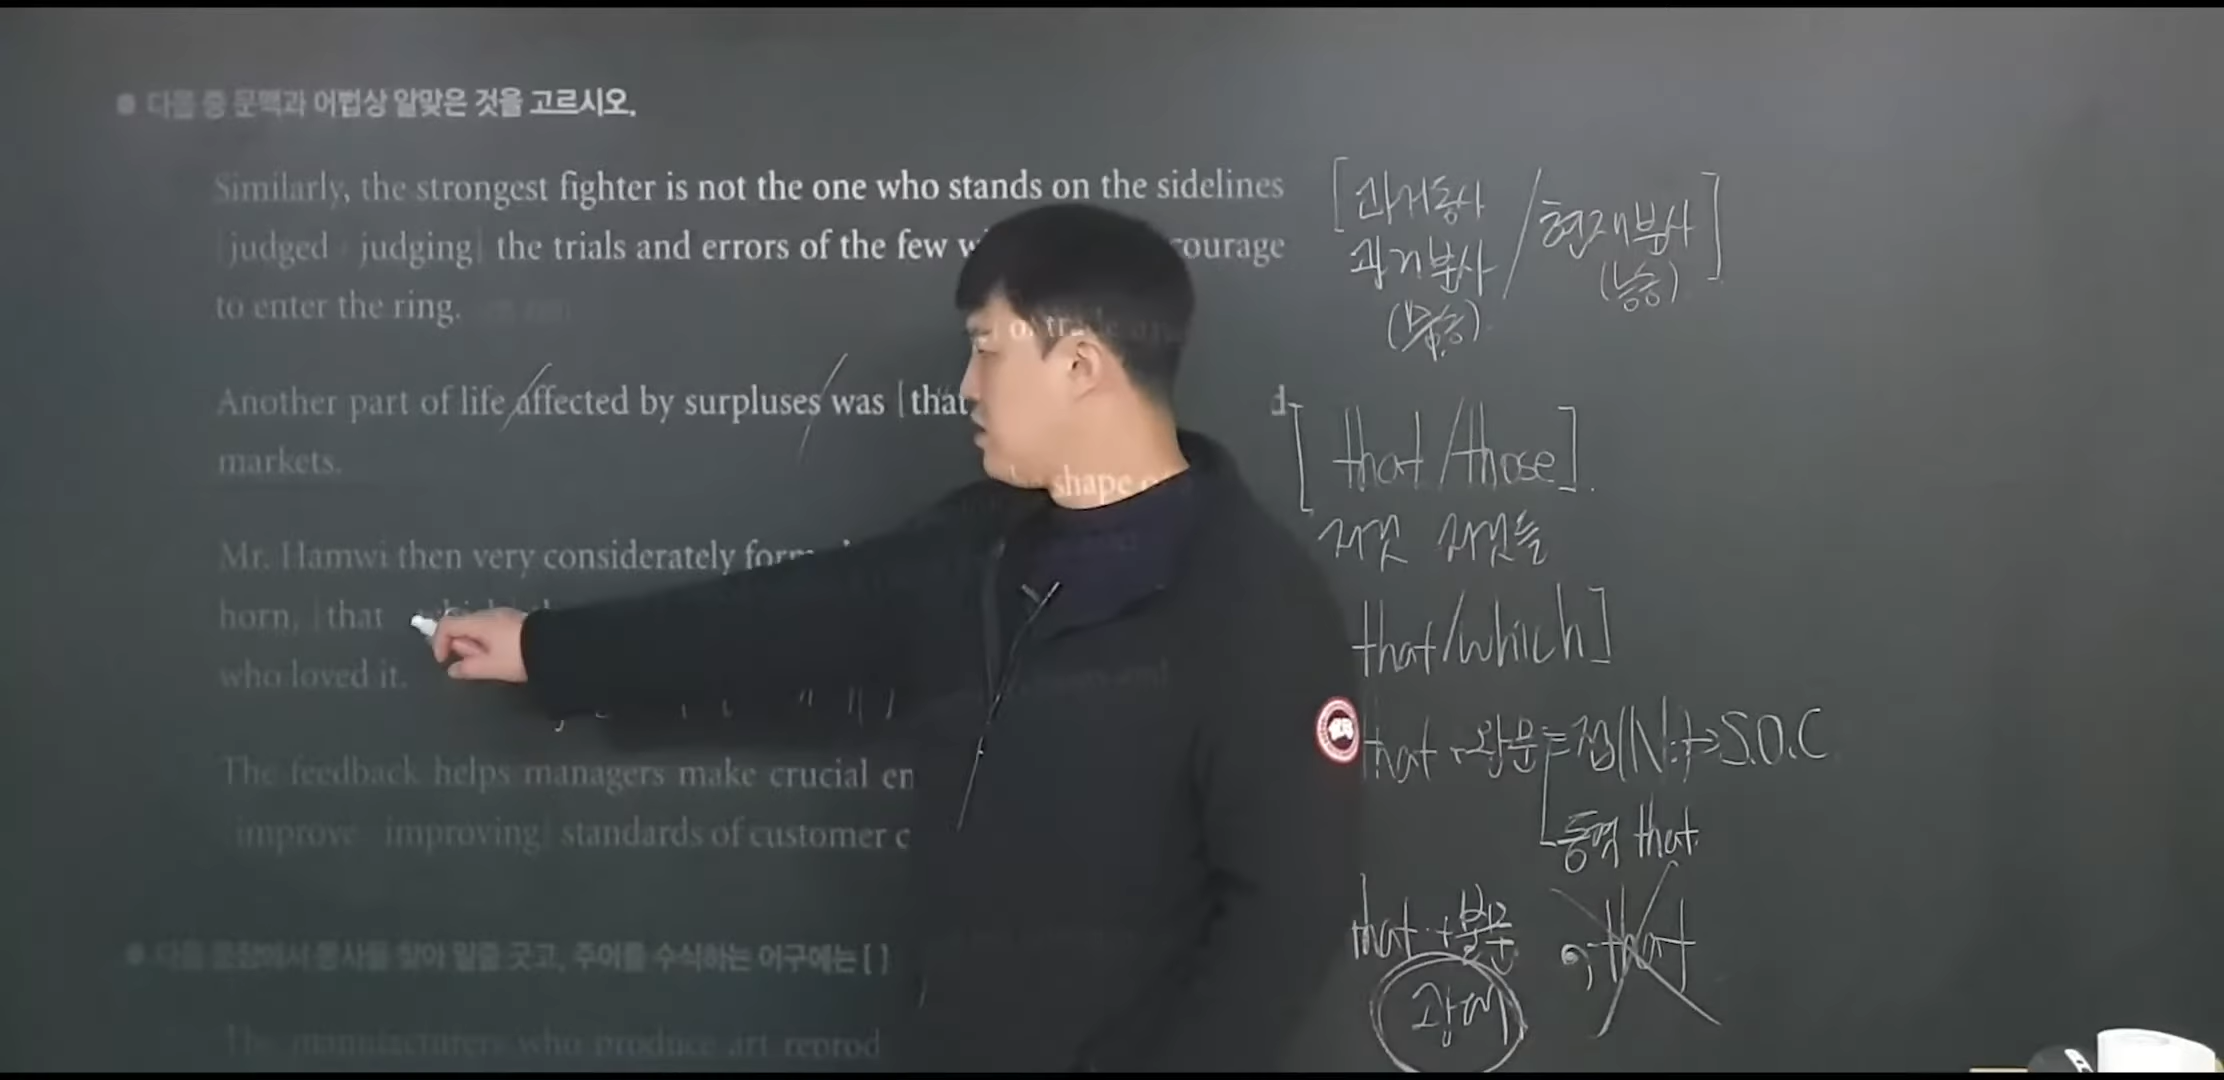 다음 중 문맥과 어법상 알맞은 것을 고르시오.
Similarly, the strongest fighter is not the one who stands on the sidelines
[judged judging] the trials and errors of the few courage
to enter the ring.
Another part of life affected by surpluses was [that
markets.
Mr. Hamwi then very considerately
horn, [that
who loved it.
The feedback helps managers make crucial
improve improving] standards of customer
다음 문장에서 동사를 찾아 밑줄 긋고, 주어를 수식하는 어구에는 [ ]
The manufacturers who produce art
of trade
shape
[과거동사
과거분사 / 현재분사]
(수동) (능동)
[that/those].
저것 저것들
that/which]
that + 완문 = 접(N절) → S.O.C
동격 that
that + 불완
관대
, that